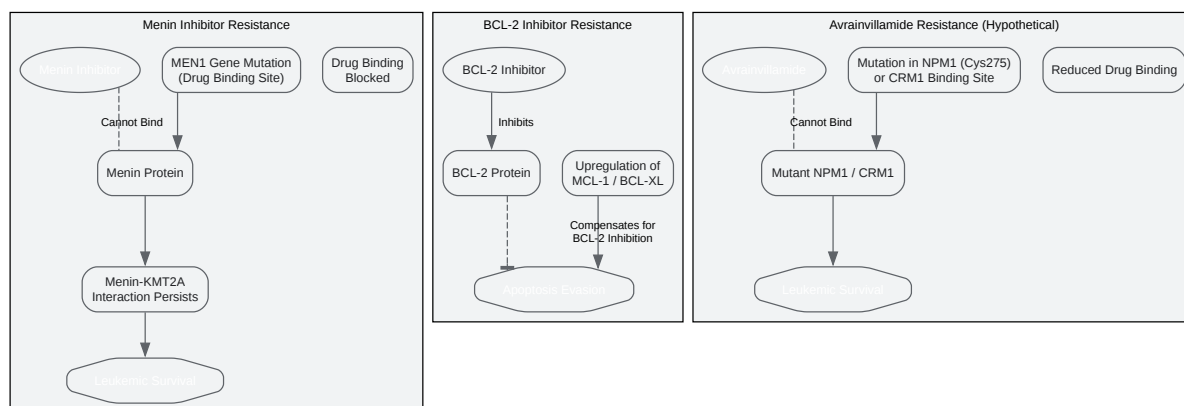 Menin Inhibitor Resistance
Menin Inhibitor
MEN1 Gene Mutation
(Drug Binding Site)
Drug Binding
Blocked
Cannot Bind
Menin Protein
Menin-KMT2A
Interaction Persists
Leukemic Survival
BCL-2 Inhibitor Resistance
BCL-2 Inhibitor
Inhibits
BCL-2 Protein
Upregulation of
MCL-1 / BCL-XL
Compensates for
BCL-2 Inhibition
Apoptosis Evasion
Avrainvillamide Resistance (Hypothetical)
Avrainvillamide
Mutation in NPM1 (Cys275)
or CRM1 Binding Site
Reduced Drug Binding
Cannot Bind
Mutant NPM1 / CRM1
Leukemic Survival